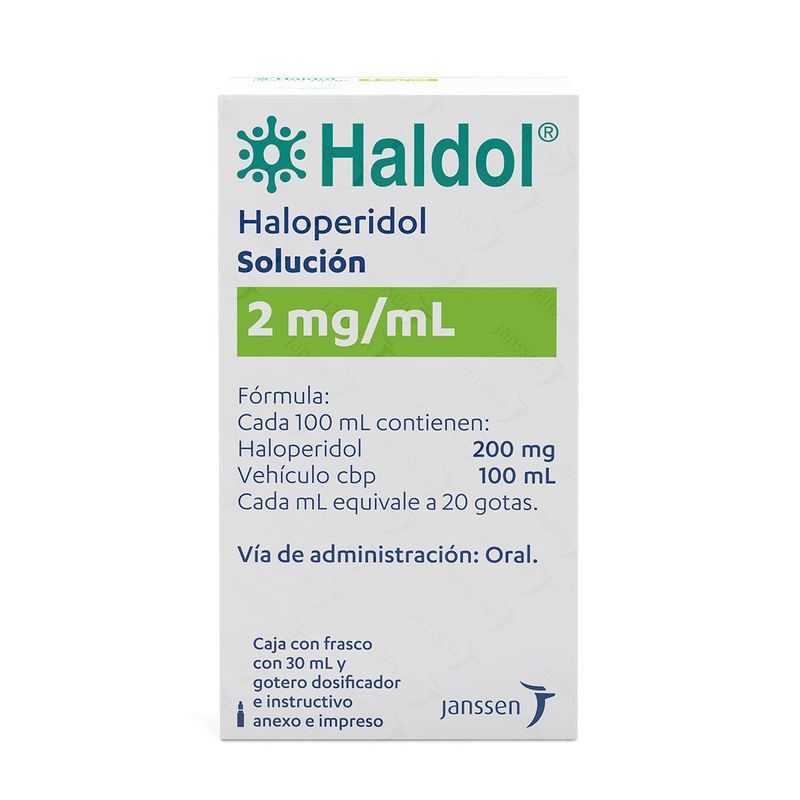 Haldol®
Haloperidol
Solución
2 mg/mL
Fórmula:
Cada 100 mL contienen:
Haloperidol 200 mg
Vehículo cbp 100 mL
Cada mL equivale a 20 gotas.
Vía de administración: Oral.
Caja con frasco
con 30 mL y
gotero dosificador
e instructivo
anexo e impreso
janssen